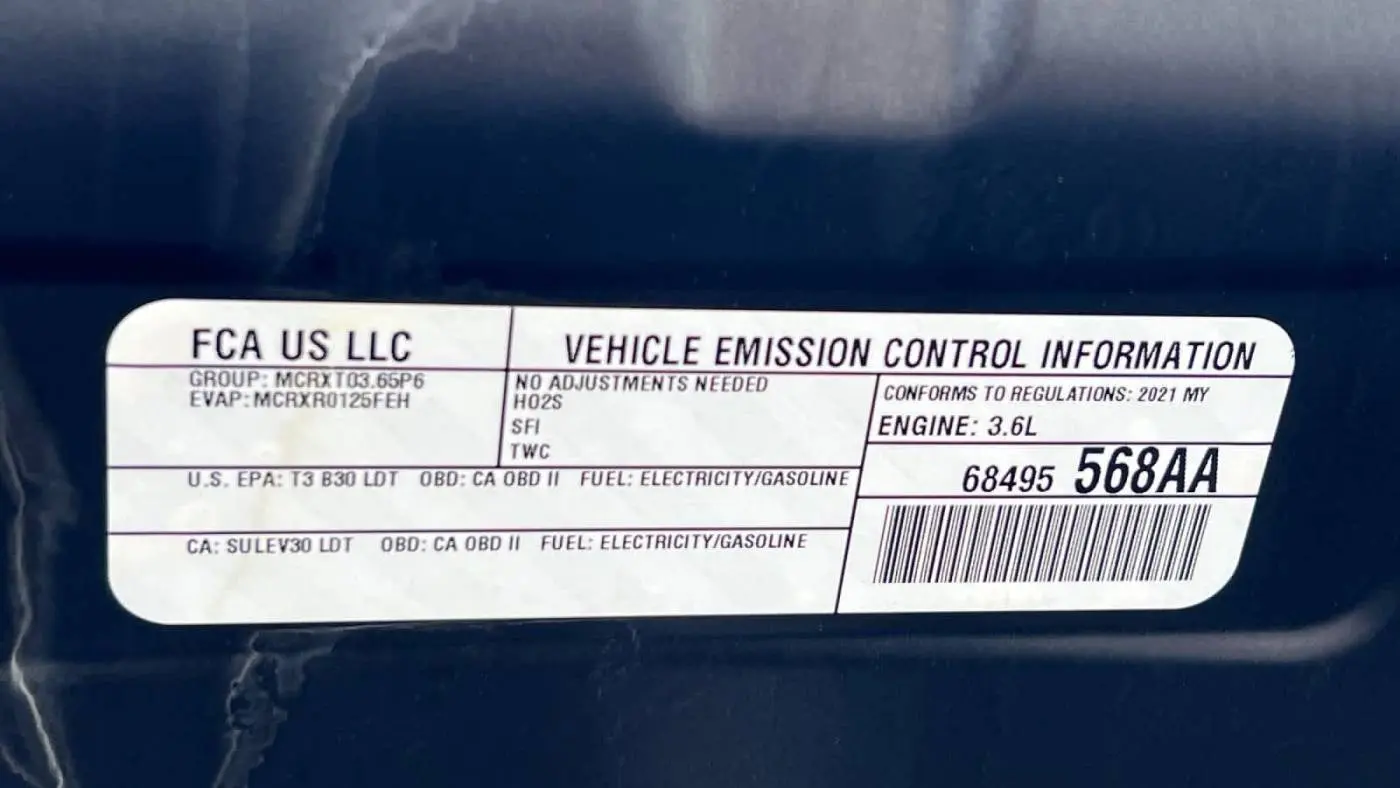 FCA US LLC
VEHICLE EMISSION CONTROL INFORMATION
GROUP: MCRXT03.65P6
EVAP: MCRXR0125FEH
NO ADJUSTMENTS NEEDED
HO2S
SFI
TWC
CONFORMS TO REGULATIONS: 2021 MY
ENGINE: 3.6L
68495 568AA
U.S. EPA: T3 B30 LDT OBD: CA OBD II FUEL: ELECTRICITY/GASOLINE
CA: SULEV30 LDT OBD: CA OBD II FUEL: ELECTRICITY/GASOLINE